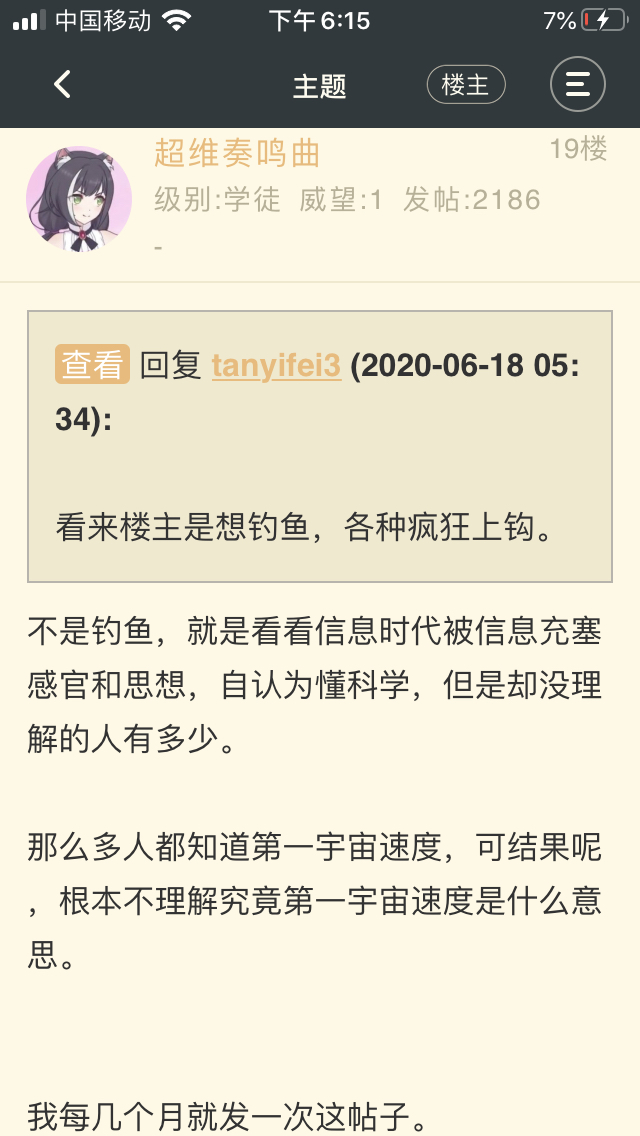 中国移动 下午6:15 7%
主题 楼主
超维奏鸣曲 19楼
级别:学徒 威望:1 发帖:2186
-
查看 回复 tanyifei3 (2020-06-18 05:
34):
看来楼主是想钓鱼，各种疯狂上钩。
不是钓鱼，就是看看信息时代被信息充塞
感官和思想，自认为懂科学，但是却没理
解的人有多少。
那么多人都知道第一宇宙速度，可结果呢
，根本不理解究竟第一宇宙速度是什么意
思。
我每几个月就发一次这帖子。